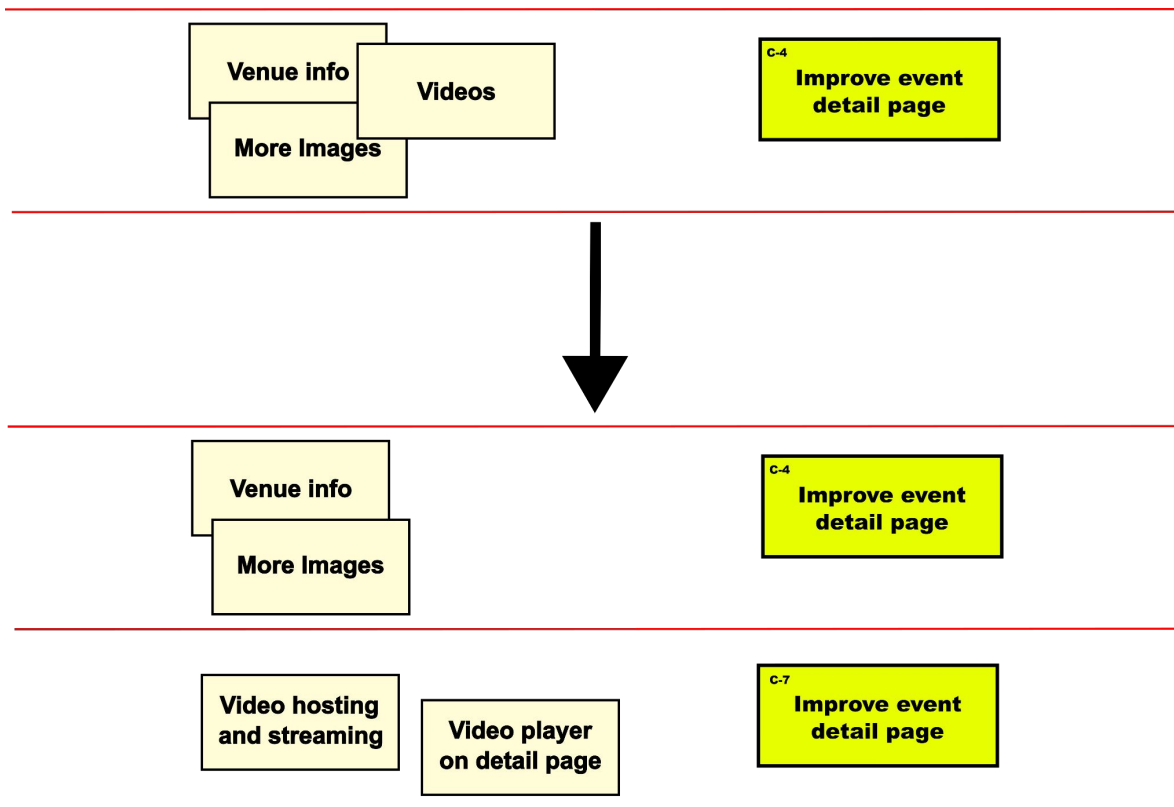 Venue info
Videos
More Images
C-4
Improve event
detail page
Venue info
More Images
C-4
Improve event
detail page
Video hosting
and streaming
Video player
on detail page
C-7
Improve event
detail page